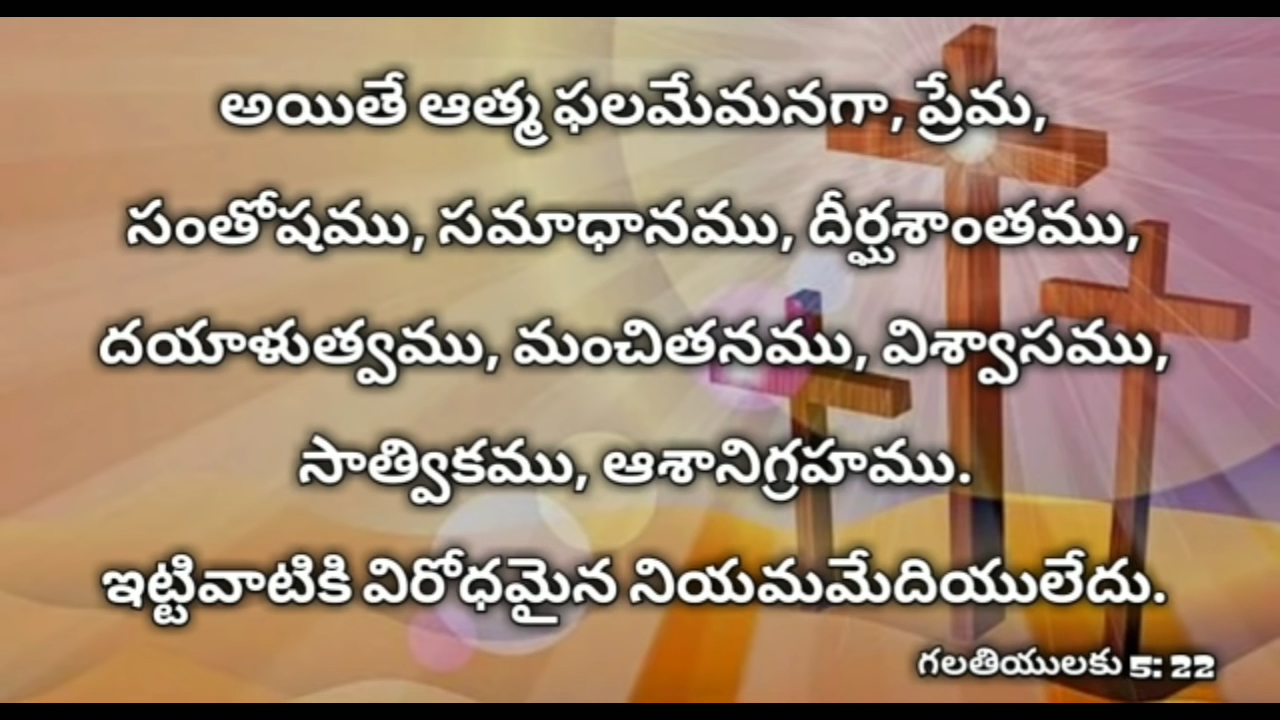 అయితే ఆత్మ ఫలమేమనగా, ప్రేమ,
సంతోషము, సమాధానము, దీర్ఘశాంతము,
దయాళుత్వము, మంచితనము, విశ్వాసము,
సాత్వికము, ఆశానిగ్రహము.
ఇట్టివాటికి విరోధమైన నియమమేదియులేదు.
గలతియులకు 5: 22